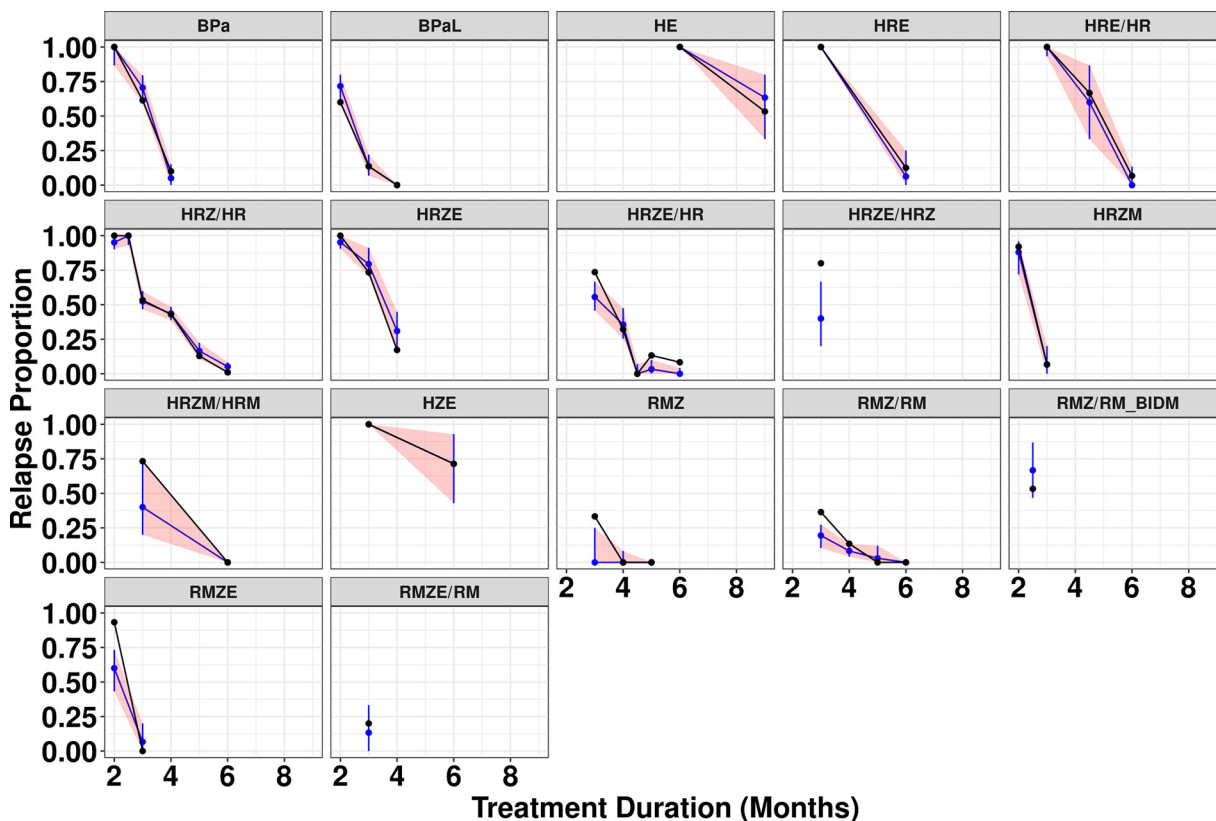 BPa BPaL HE HRE HRE/HR
1.00
0.75
0.50
0.25
0.00
HRZ/HR HRZE HRZE/HR HRZE/HRZ HRZM
1.00
0.75
0.50
0.25
0.00
HRZM/HRM HZE RMZ RMZ/RM RMZ/RM_BIDM
1.00
0.75
0.50
0.25
0.00
2 4 6 8 2 4 6 8 2 4 6 8
RMZE RMZE/RM
1.00
0.75
0.50
0.25
0.00
2 4 6 8 2 4 6 8
Relapse Proportion
Treatment Duration (Months)